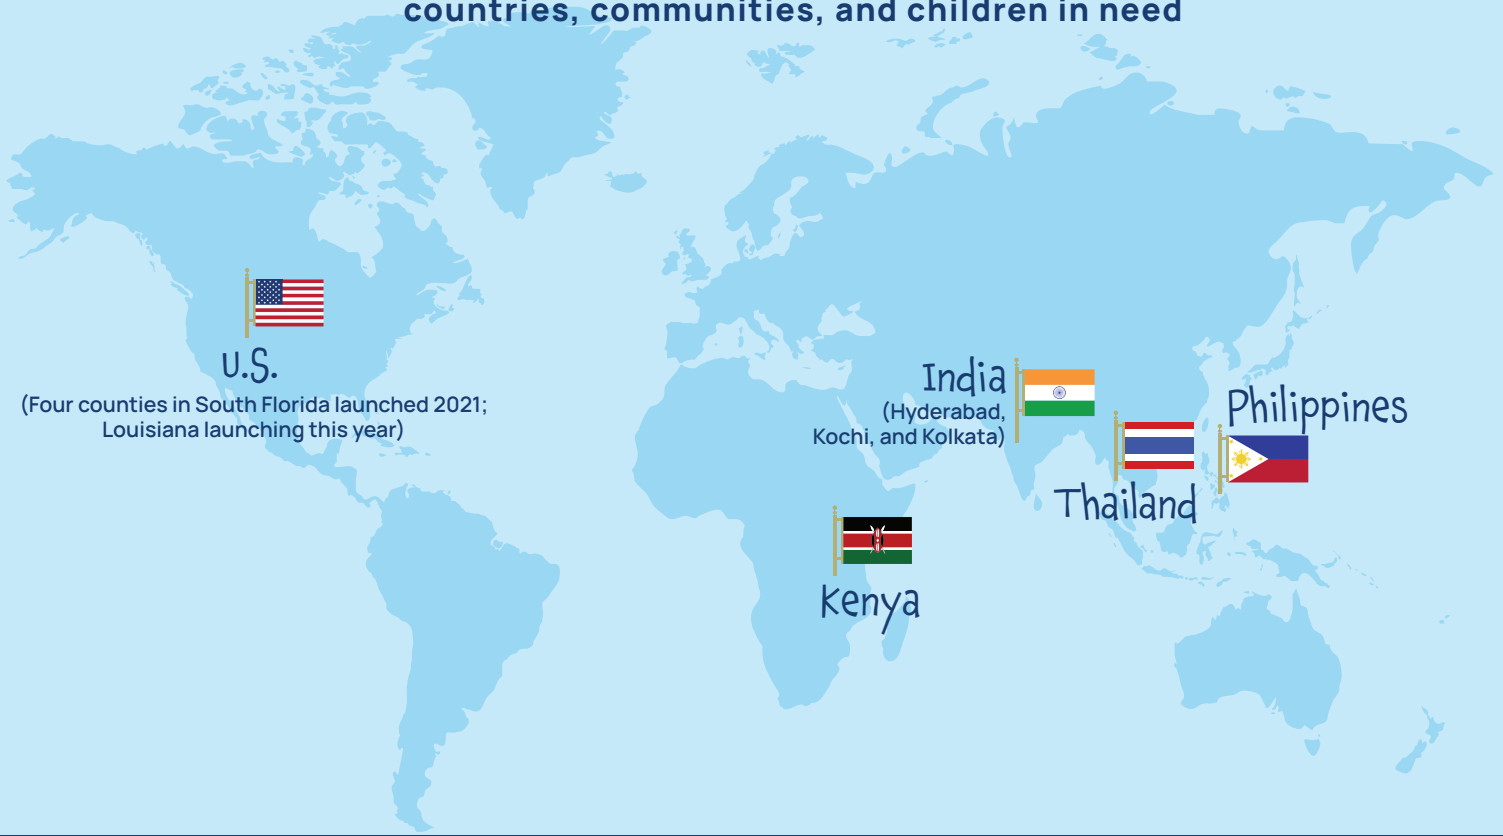 countries, communities, and children in need
U.S.
(Four counties in South Florida launched 2021;
Louisiana launching this year)
India
(Hyderabad,
Kochi, and Kolkata)
Philippines
Thailand
Kenya